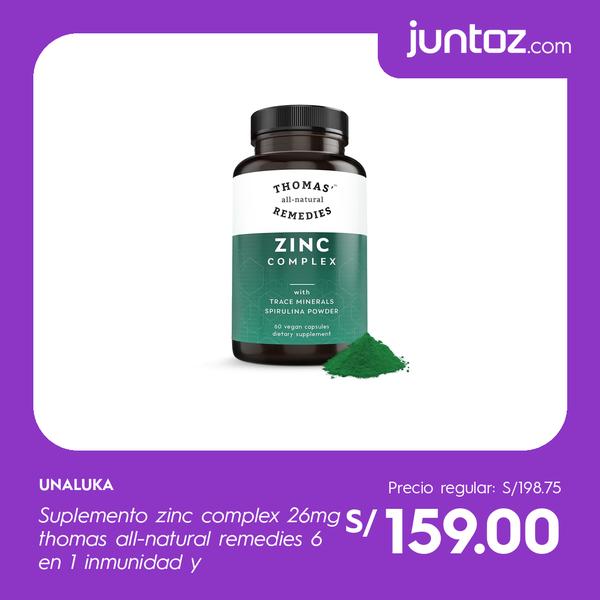 juntoz.com
THOMAS'™
all-natural
REMEDIES
ZINC
COMPLEX
with
TRACE MINERALS
SPIRULINA POWDER
60 vegan capsules
dietary supplement
UNALUKA
Suplemento zinc complex 26mg
thomas all-natural remedies 6
en 1 inmunidad y
Precio regular: S/198.75
S/159.00